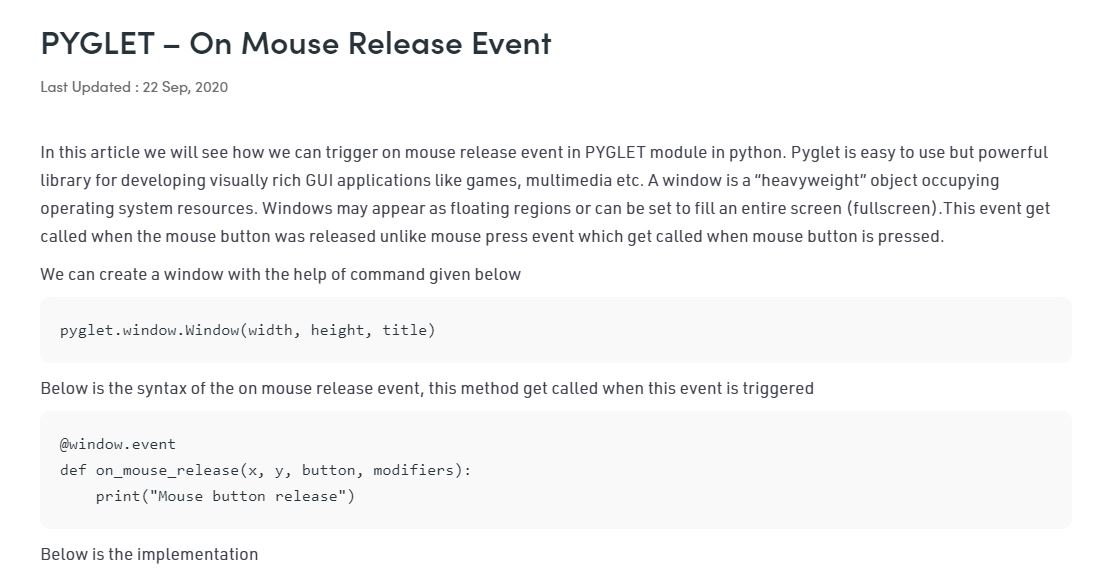 PYGLET – On Mouse Release Event
Last Updated : 22 Sep, 2020
In this article we will see how we can trigger on mouse release event in PYGLET module in python. Pyglet is easy to use but powerful
library for developing visually rich GUI applications like games, multimedia etc. A window is a “heavyweight” object occupying
operating system resources. Windows may appear as floating regions or can be set to fill an entire screen (fullscreen).This event get
called when the mouse button was released unlike mouse press event which get called when mouse button is pressed.
We can create a window with the help of command given below
pyglet.window.Window(width, height, title)
Below is the syntax of the on mouse release event, this method get called when this event is triggered
@window.event
def on_mouse_release(x, y, button, modifiers):
    print("Mouse button release")
Below is the implementation